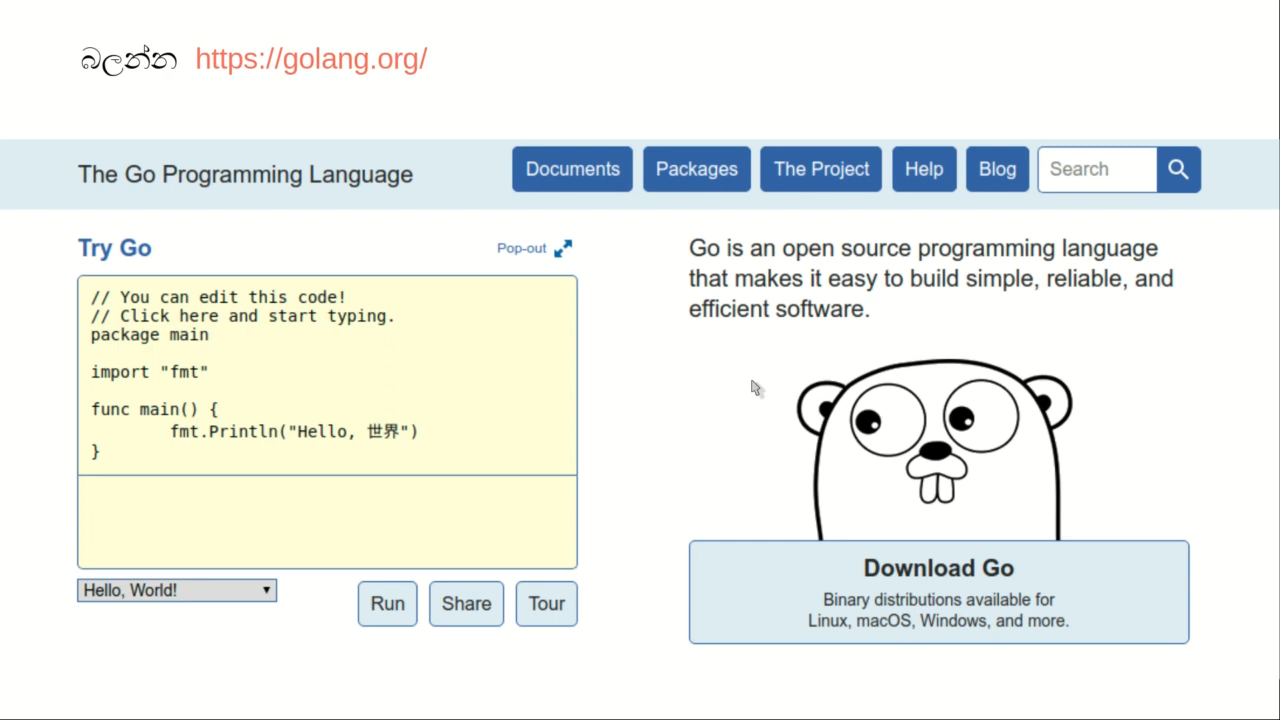 බලන්න https://golang.org/
The Go Programming Language
Documents
Packages
The Project
Help
Blog
Search
Try Go
Pop-out
// You can edit this code!
// Click here and start typing.
package main
import "fmt"
func main() {
fmt.Println("Hello, 世界")
}
Hello, World!
Run
Share
Tour
Go is an open source programming language
that makes it easy to build simple, reliable, and
efficient software.
Download Go
Binary distributions available for
Linux, macOS, Windows, and more.